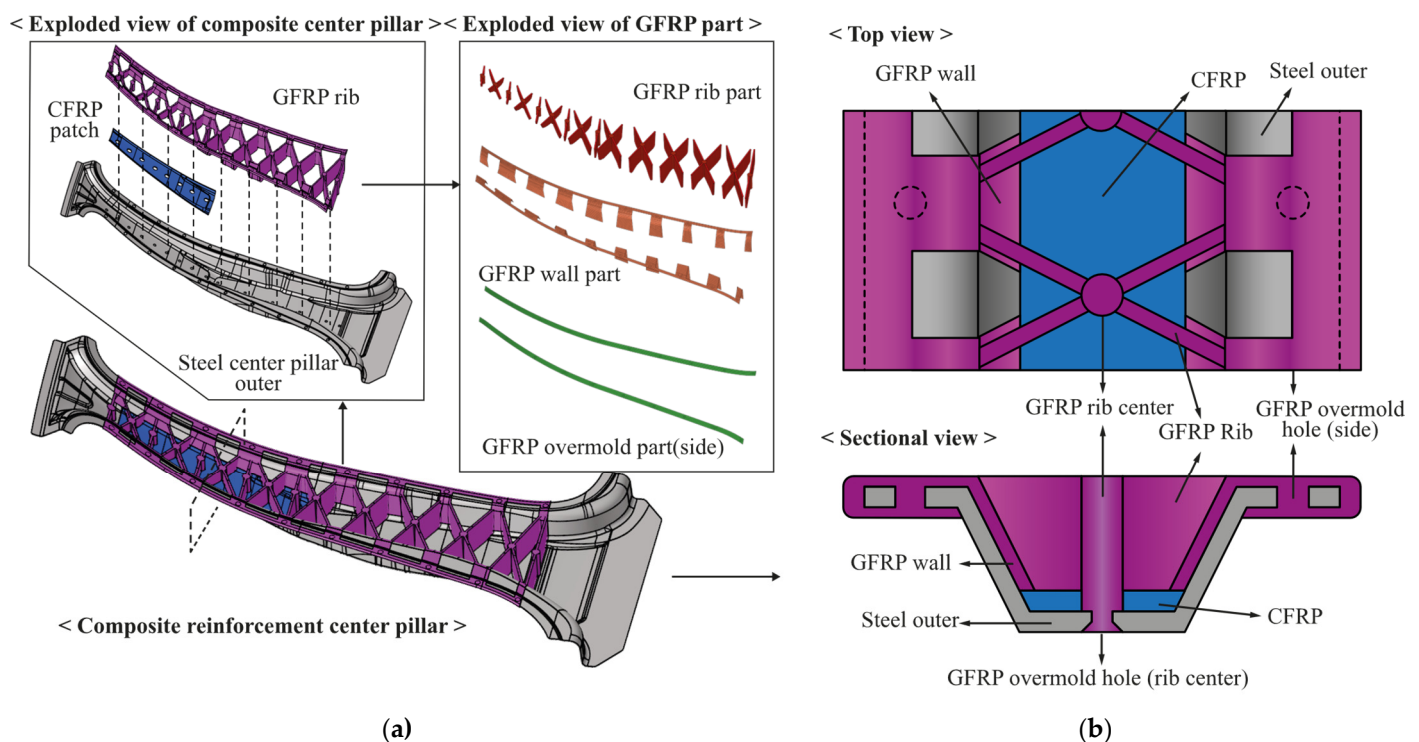 < Exploded view of composite center pillar >
< Exploded view of GFRP part >
GFRP rib
CFRP
patch
Steel center pillar
outer
GFRP rib part
GFRP wall part
GFRP overmold part(side)
< Composite reinforcement center pillar >
(a)
< Top view >
GFRP wall
CFRP
Steel outer
GFRP rib center
GFRP Rib
GFRP overmold
hole (side)
< Sectional view >
GFRP wall
Steel outer
CFRP
GFRP overmold hole (rib center)
(b)